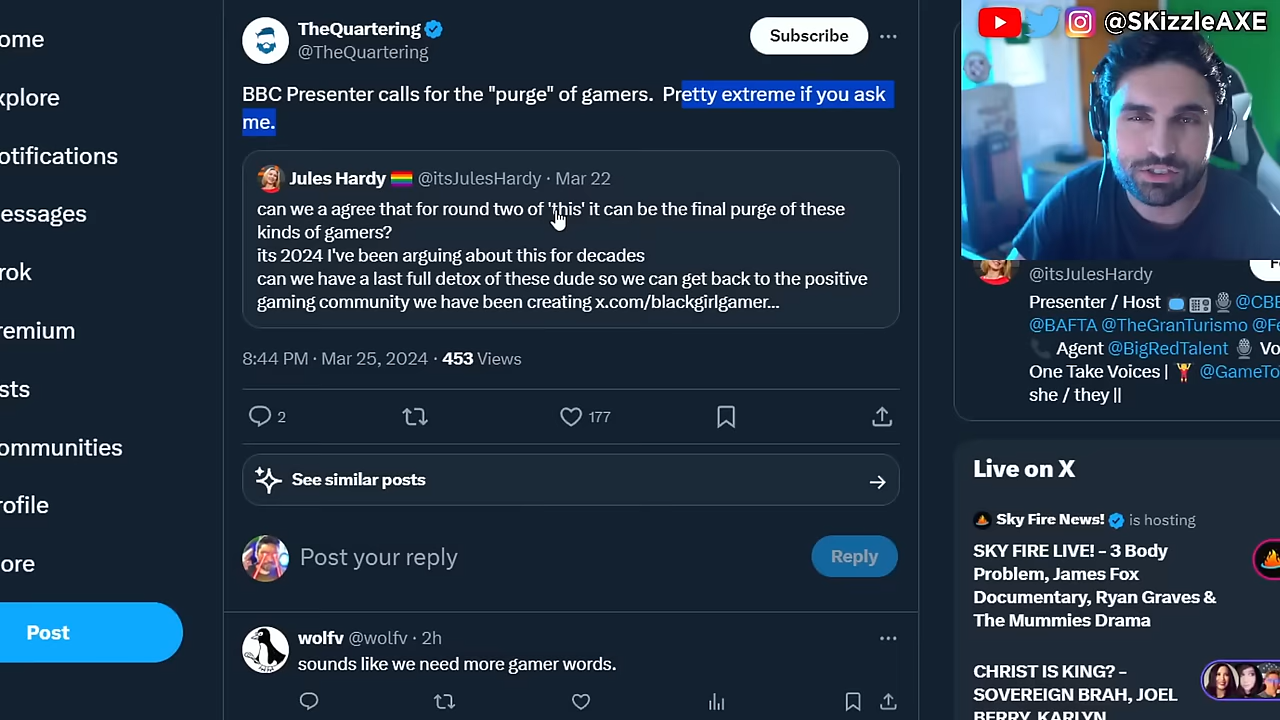 ome
xplore
otifications
essages
rok
remium
sts
ommunities
rofile
ore
Post
TheQuartering
@TheQuartering
Subscribe
BBC Presenter calls for the "purge" of gamers. Pretty extreme if you ask
me.
Jules Hardy 🏳️‍🌈 @itsJulesHardy · Mar 22
can we a agree that for round two of 'this' it can be the final purge of these
kinds of gamers?
its 2024 I've been arguing about this for decades
can we have a last full detox of these dude so we can get back to the positive
gaming community we have been creating x.com/blackgirlgamer...
8:44 PM · Mar 25, 2024 · 453 Views
2
177
See similar posts
Post your reply
Reply
wolfv @wolfv · 2h
sounds like we need more gamer words.
@SKizzleAXE
@itsJulesHardy
Presenter / Host @CBE
@BAFTA @TheGranTurismo @Fe
Agent @BigRedTalent Vo
One Take Voices | @GameTo
she / they ||
Live on X
Sky Fire News! is hosting
SKY FIRE LIVE! – 3 Body
Problem, James Fox
Documentary, Ryan Graves &
The Mummies Drama
CHRIST IS KING? –
SOVEREIGN BRAH, JOEL
BERRY, KARLYN